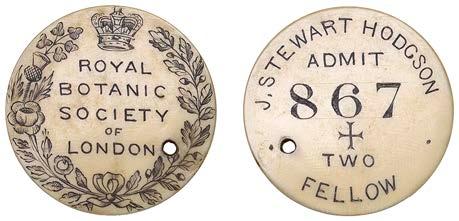 ROYAL
BOTANIC
SOCIETY
OF
LONDON
J. STEWART HODGSON
ADMIT
867
TWO
FELLOW